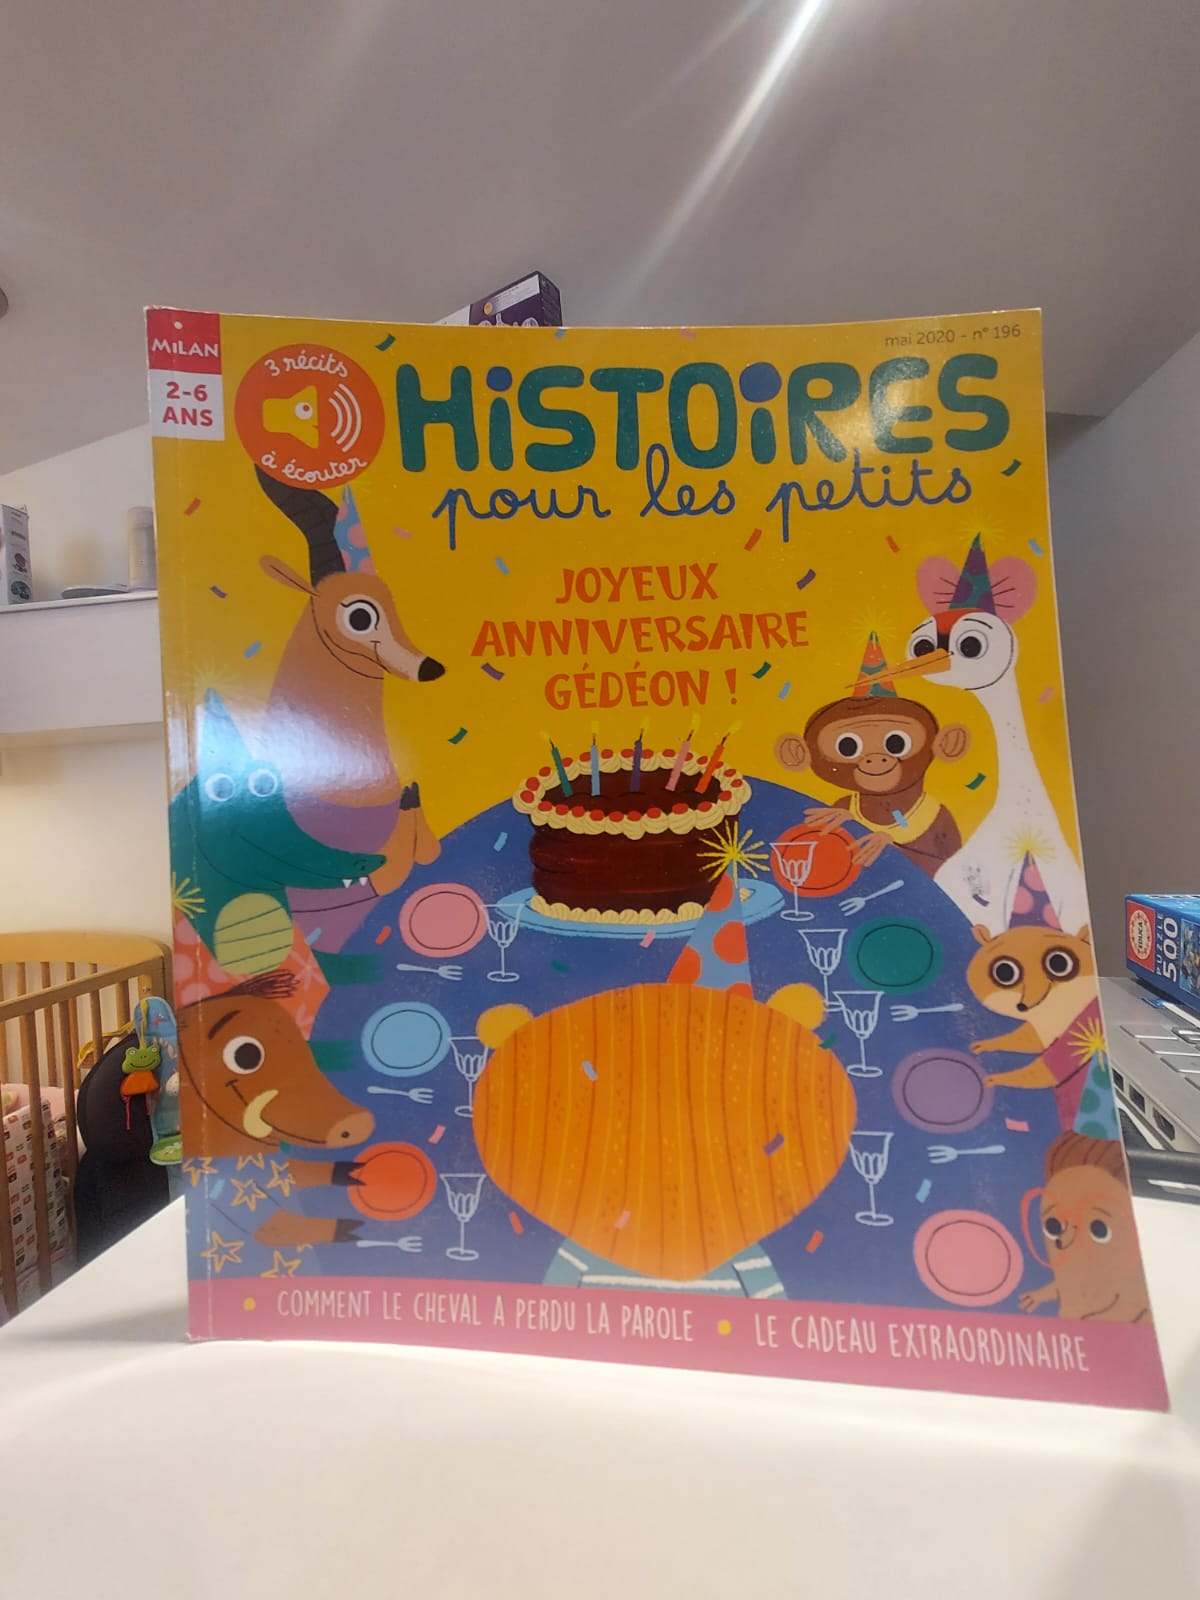 MiLAN
2-6
ANS
3 récits
à écouter
mai 2020 - n° 196
HiSTOiRES
pour les petits
JOYEUX
ANNIVERSAIRE
GÉDÉON !
• COMMENT LE CHEVAL A PERDU LA PAROLE • LE CADEAU EXTRAORDINAIRE
EDUCA
PUZZLE
500